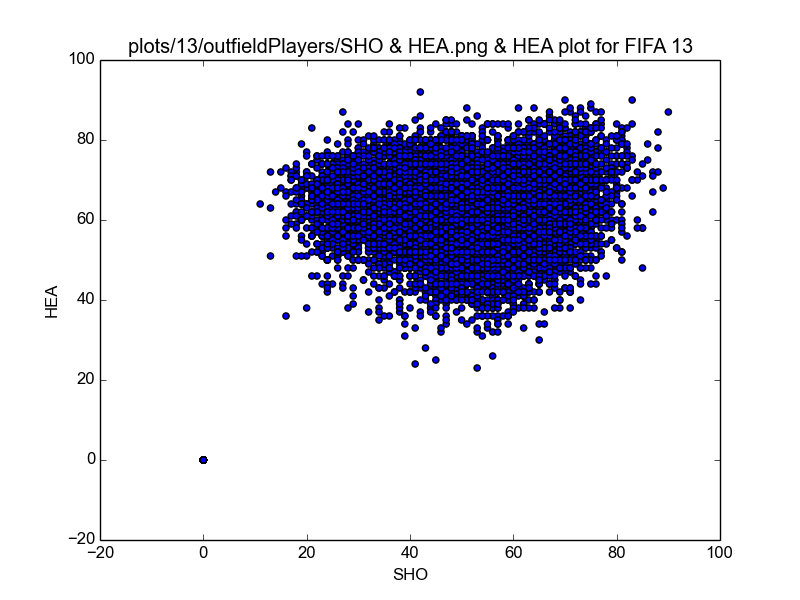 plots/13/outfieldPlayers/SHO & HEA.png & HEA plot for FIFA 13
100
80
60
40
20
0
−20
HEA
−20 0 20 40 60 80 100
SHO